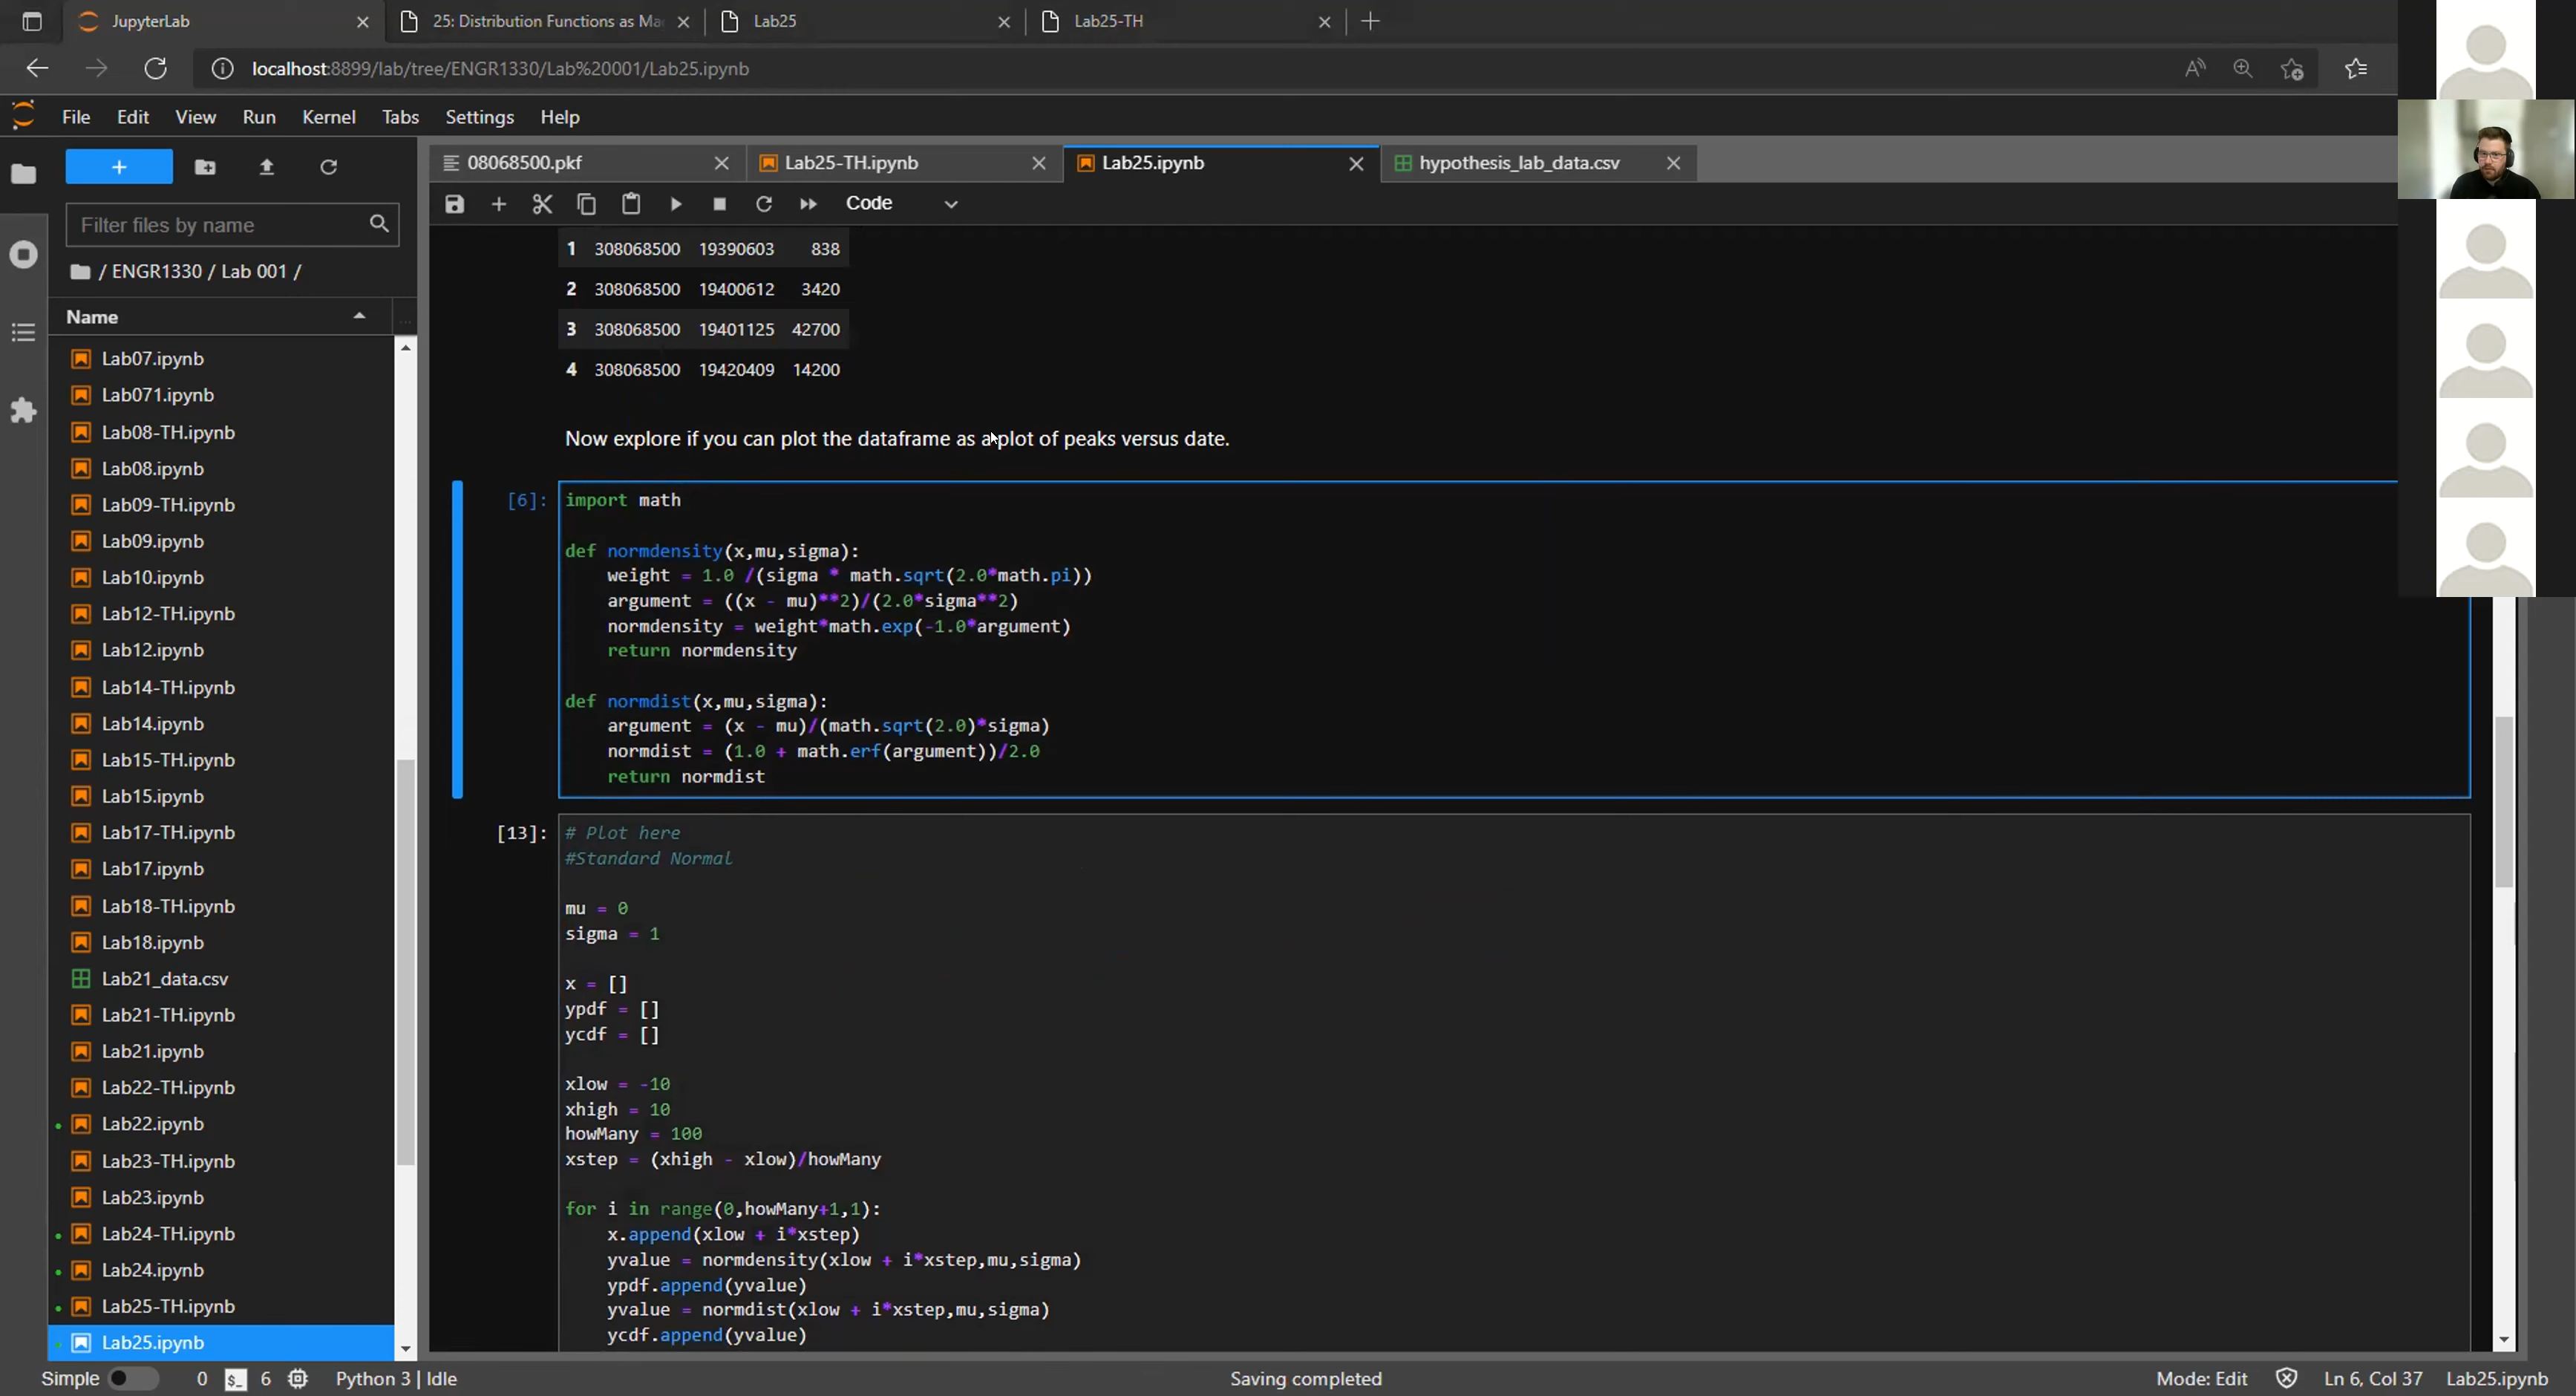 JupyterLab
25: Distribution Functions as Ma
Lab25
Lab25-TH
localhost:8899/lab/tree/ENGR1330/Lab%20001/Lab25.ipynb
File Edit View Run Kernel Tabs Settings Help
08068500.pkf
Lab25-TH.ipynb
Lab25.ipynb
hypothesis_lab_data.csv
Code
Filter files by name
/ ENGR1330 / Lab 001 /
Name
Lab07.ipynb
Lab071.ipynb
Lab08-TH.ipynb
Lab08.ipynb
Lab09-TH.ipynb
Lab09.ipynb
Lab10.ipynb
Lab12-TH.ipynb
Lab12.ipynb
Lab14-TH.ipynb
Lab14.ipynb
Lab15-TH.ipynb
Lab15.ipynb
Lab17-TH.ipynb
Lab17.ipynb
Lab18-TH.ipynb
Lab18.ipynb
Lab21_data.csv
Lab21-TH.ipynb
Lab21.ipynb
Lab22-TH.ipynb
Lab22.ipynb
Lab23-TH.ipynb
Lab23.ipynb
Lab24-TH.ipynb
Lab24.ipynb
Lab25-TH.ipynb
Lab25.ipynb
1 308068500 19390603 838
2 308068500 19400612 3420
3 308068500 19401125 42700
4 308068500 19420409 14200
Now explore if you can plot the dataframe as a plot of peaks versus date.
[6]:
import math
def normdensity(x,mu,sigma):
    weight = 1.0 /(sigma * math.sqrt(2.0*math.pi))
    argument = ((x - mu)**2)/(2.0*sigma**2)
    normdensity = weight*math.exp(-1.0*argument)
    return normdensity
def normdist(x,mu,sigma):
    argument = (x - mu)/(math.sqrt(2.0)*sigma)
    normdist = (1.0 + math.erf(argument))/2.0
    return normdist
[13]:
# Plot here
#Standard Normal
mu = 0
sigma = 1
x = []
ypdf = []
ycdf = []
xlow = -10
xhigh = 10
howMany = 100
xstep = (xhigh - xlow)/howMany
for i in range(0,howMany+1,1):
    x.append(xlow + i*xstep)
    yvalue = normdensity(xlow + i*xstep,mu,sigma)
    ypdf.append(yvalue)
    yvalue = normdist(xlow + i*xstep,mu,sigma)
    ycdf.append(yvalue)
Simple 0 $_ 6 Python 3 | Idle Saving completed Mode: Edit Ln 6, Col 37 Lab25.ipynb